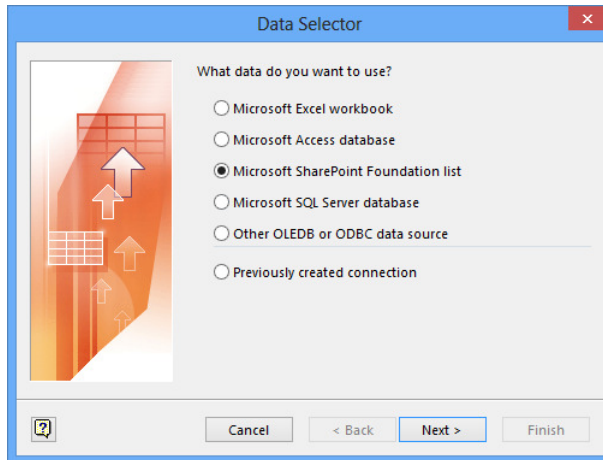 Data Selector
What data do you want to use?
Microsoft Excel workbook
Microsoft Access database
Microsoft SharePoint Foundation list
Microsoft SQL Server database
Other OLEDB or ODBC data source
Previously created connection
Cancel < Back Next > Finish